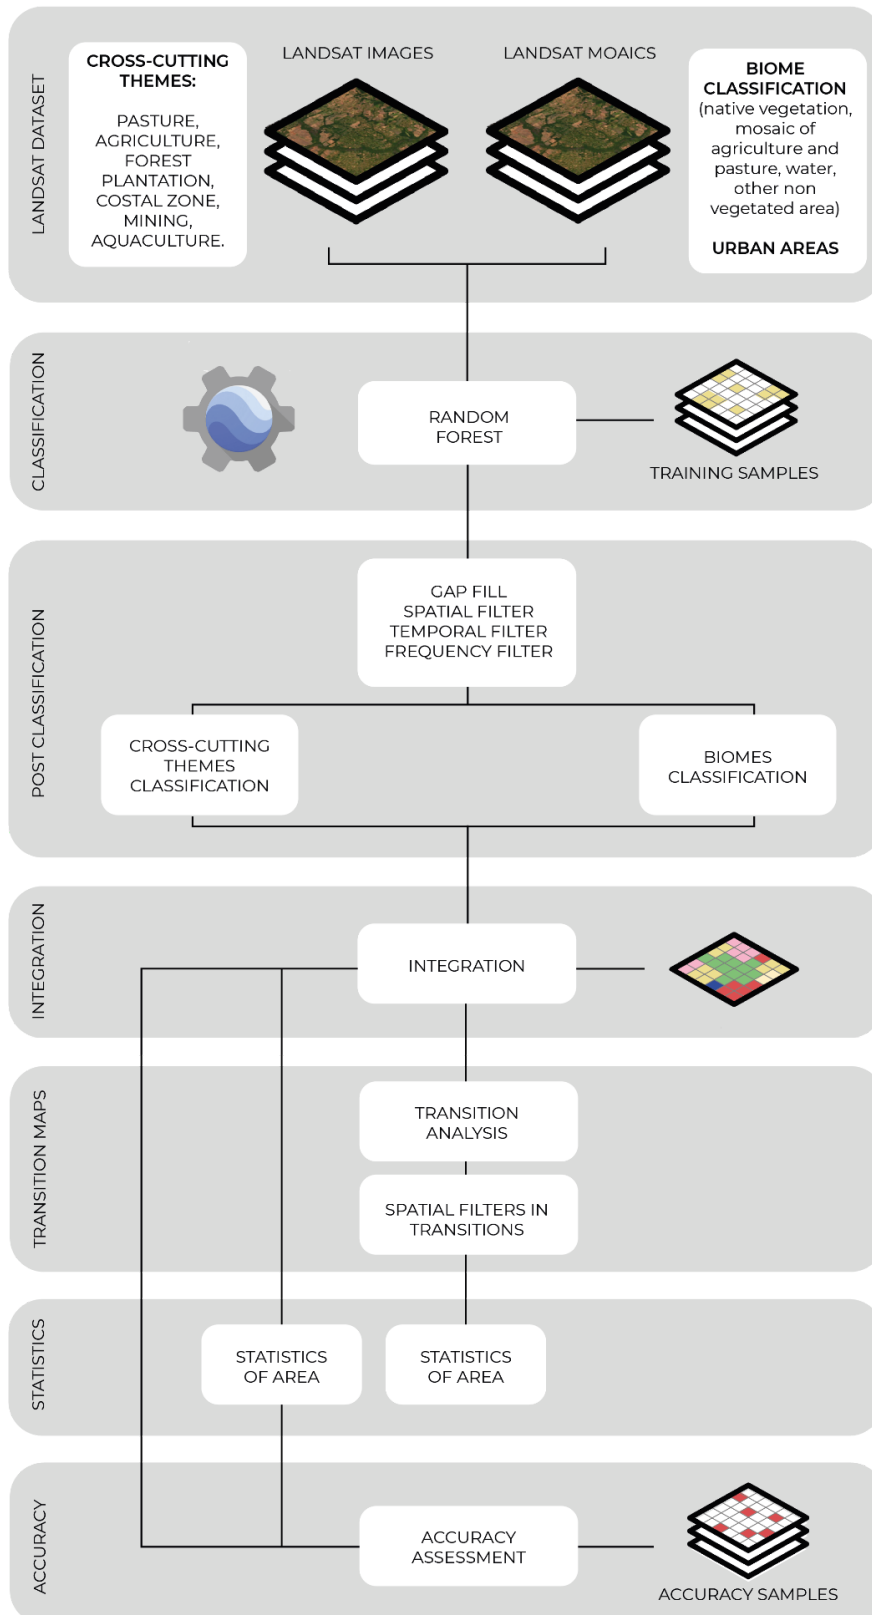 LANDSAT DATASET
CROSS-CUTTING
THEMES:
PASTURE,
AGRICULTURE,
FOREST
PLANTATION,
COSTAL ZONE,
MINING,
AQUACULTURE.
LANDSAT IMAGES
LANDSAT MOAICS
BIOME
CLASSIFICATION
(native vegetation,
mosaic of
agriculture and
pasture, water,
other non
vegetated area)
URBAN AREAS
CLASSIFICATION
RANDOM
FOREST
TRAINING SAMPLES
POST CLASSIFICATION
GAP FILL
SPATIAL FILTER
TEMPORAL FILTER
FREQUENCY FILTER
CROSS-CUTTING
THEMES
CLASSIFICATION
BIOMES
CLASSIFICATION
INTEGRATION
INTEGRATION
TRANSITION MAPS
TRANSITION
ANALYSIS
SPATIAL FILTERS IN
TRANSITIONS
STATISTICS
STATISTICS
OF AREA
STATISTICS
OF AREA
ACCURACY
ACCURACY
ASSESSMENT
ACCURACY SAMPLES